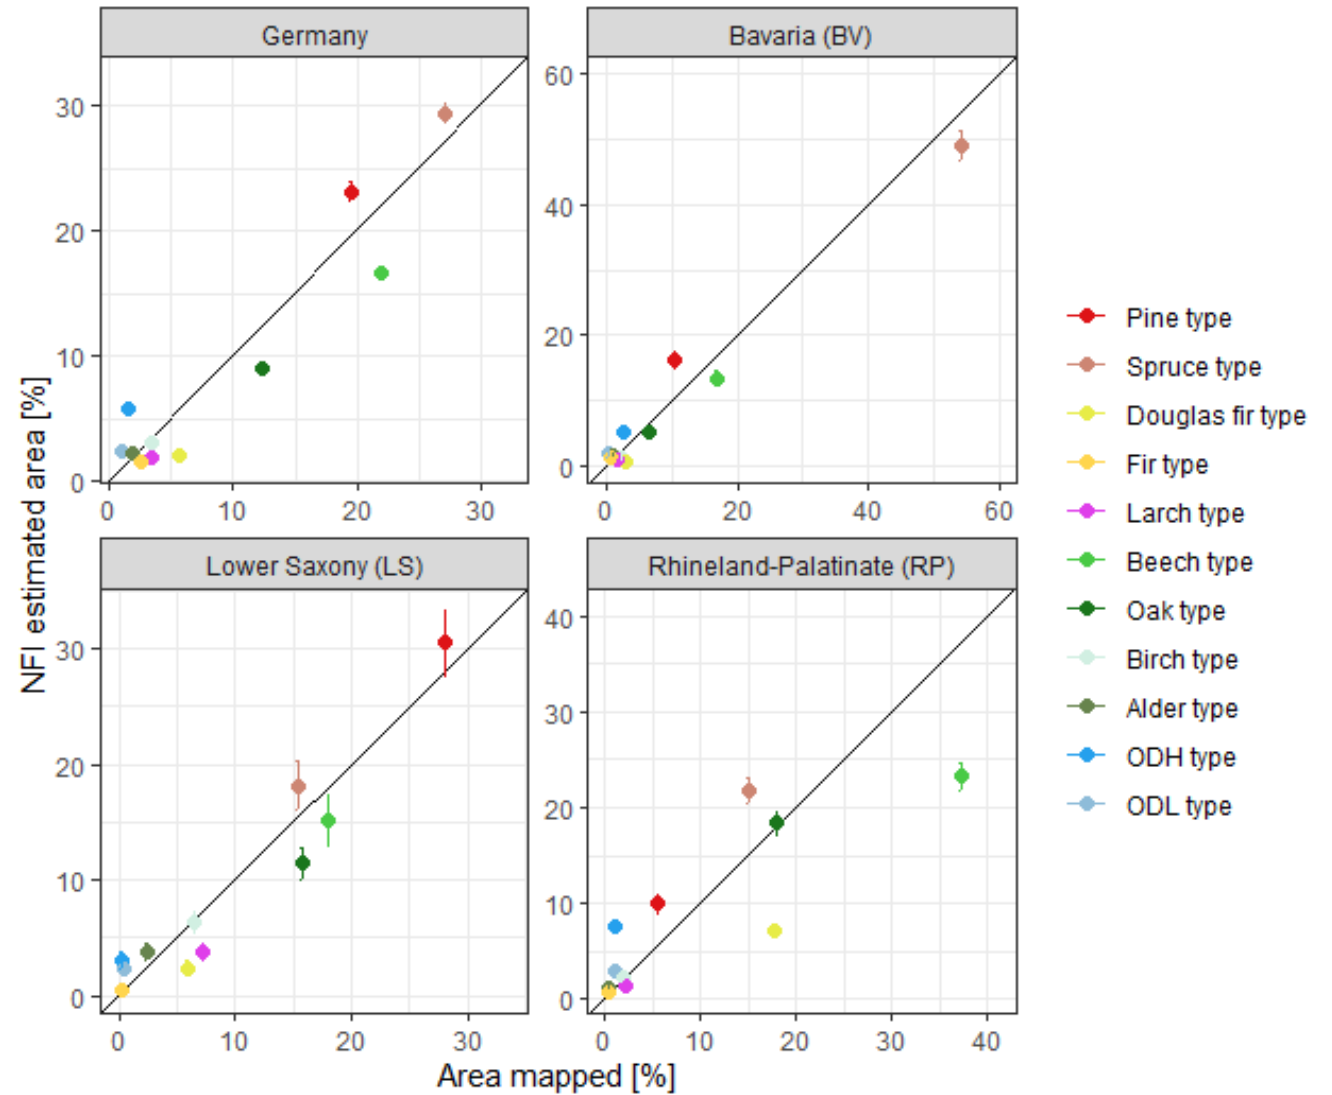 Germany
Bavaria (BV)
30
20
10
0
0 10 20 30
60
40
20
0
0 20 40 60
Lower Saxony (LS)
Rhineland-Palatinate (RP)
30
20
10
0
0 10 20 30
40
30
20
10
0
0 10 20 30 40
NFI estimated area [%]
Area mapped [%]
Pine type
Spruce type
Douglas fir type
Fir type
Larch type
Beech type
Oak type
Birch type
Alder type
ODH type
ODL type